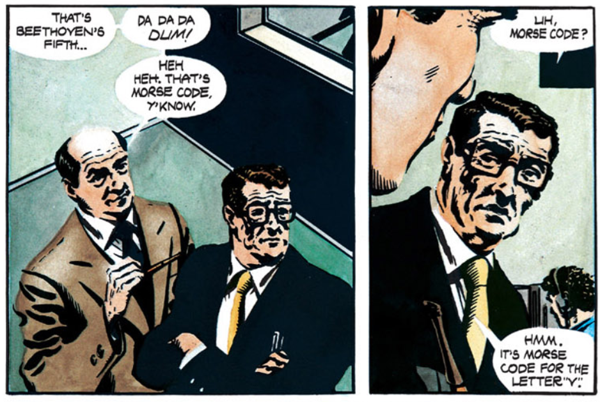 THAT'S
BEETHOVEN'S
FIFTH...
DA DA DA
DUM!
HEH
HEH. THAT'S
MORSE CODE,
Y'KNOW.
UH,
MORSE CODE?
HMM.
IT'S MORSE
CODE FOR THE
LETTER "V".